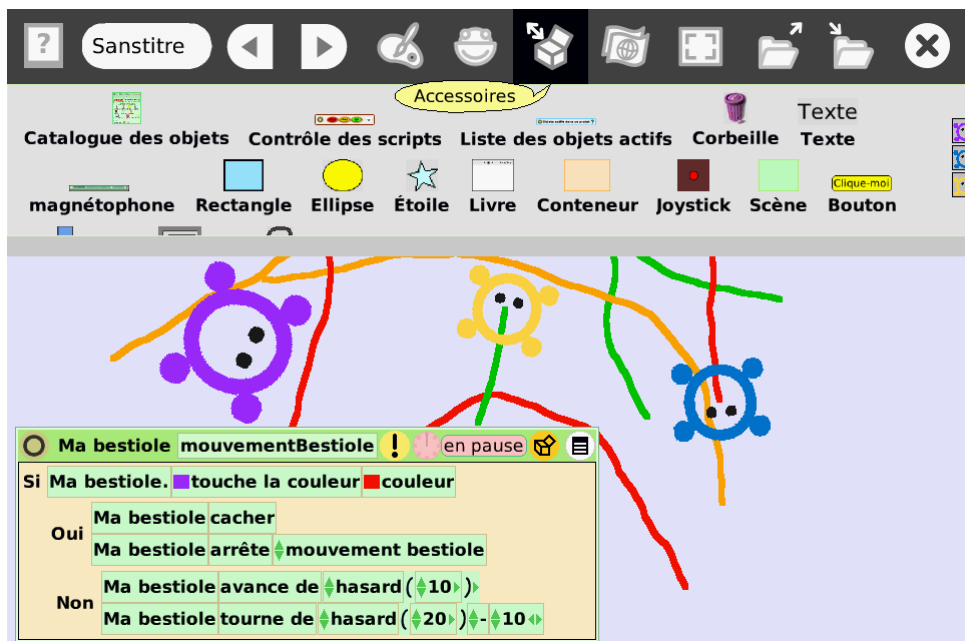 ?
Sanstitre
Accessoires
Catalogue des objets Contrôle des scripts Liste des objets actifs Corbeille Texte
Texte
magnétophone Rectangle Ellipse Étoile Livre Conteneur Joystick Scène Bouton
Clique-moi
Ma bestiole mouvementBestiole ! en pause
Si Ma bestiole. touche la couleur couleur
Oui
Ma bestiole cacher
Ma bestiole arrête mouvement bestiole
Non
Ma bestiole avance de hasard (10)
Ma bestiole tourne de hasard (20) - 10